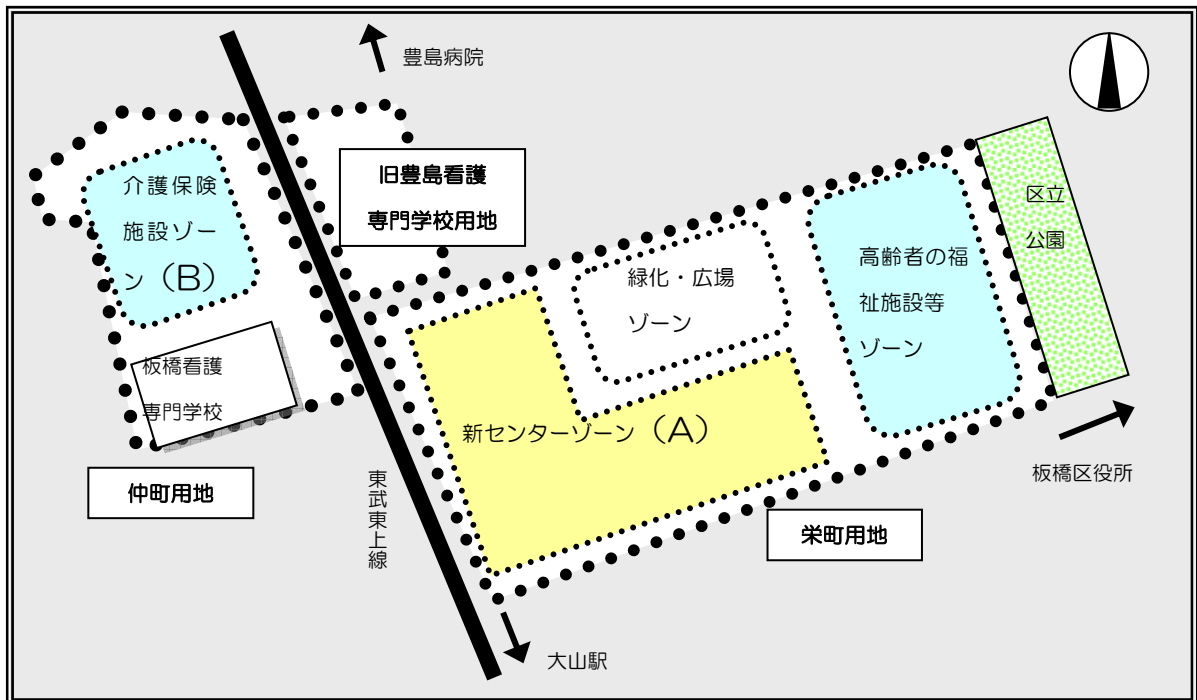 豊島病院
旧豊島看護
専門学校用地
介護保険
施設ゾー
ン（B）
区立
公園
高齢者の福
祉施設等
ゾーン
緑化・広場
ゾーン
板橋看護
専門学校
新センターゾーン（A）
仲町用地
東武東上線
板橋区役所
栄町用地
大山駅